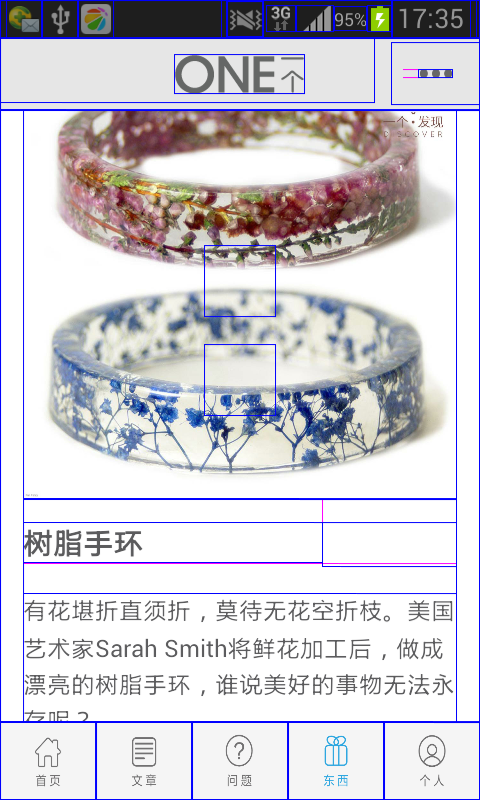 3G
95%
17:35
ONE一个
一个·发现
DISCOVER
树脂手环
有花堪折直须折，莫待无花空折枝。美国
艺术家Sarah Smith将鲜花加工后，做成
漂亮的树脂手环，谁说美好的事物无法永
存呢？
首页
文章
问题
东西
个人